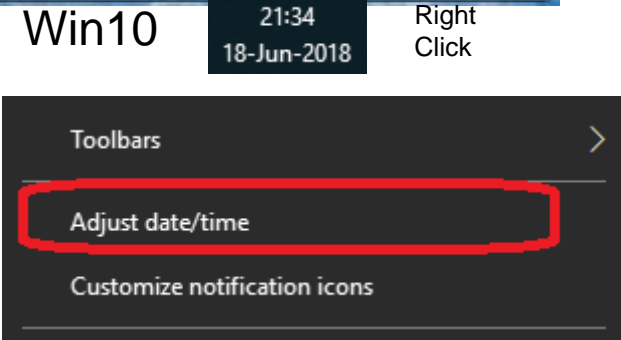 Win10
21:34
18-Jun-2018
Right
Click
Toolbars
Adjust date/time
Customize notification icons